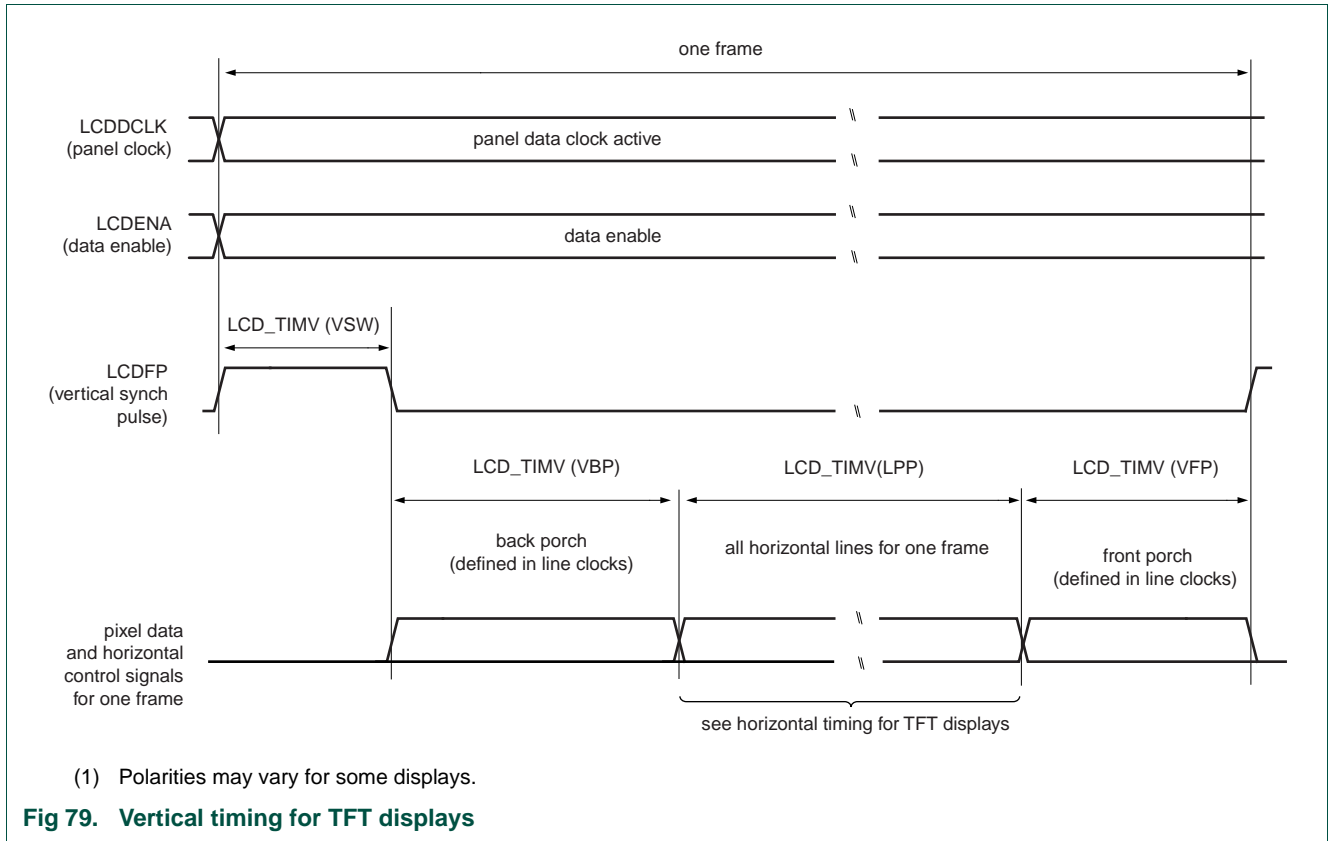 one frame
LCDDCLK
(panel clock)
panel data clock active
LCDENA
(data enable)
data enable
LCD_TIMV (VSW)
LCDFP
(vertical synch
pulse)
LCD_TIMV (VBP)
LCD_TIMV(LPP)
LCD_TIMV (VFP)
back porch
(defined in line clocks)
all horizontal lines for one frame
front porch
(defined in line clocks)
pixel data
and horizontal
control signals
for one frame
see horizontal timing for TFT displays
(1) Polarities may vary for some displays.
Fig 79. Vertical timing for TFT displays